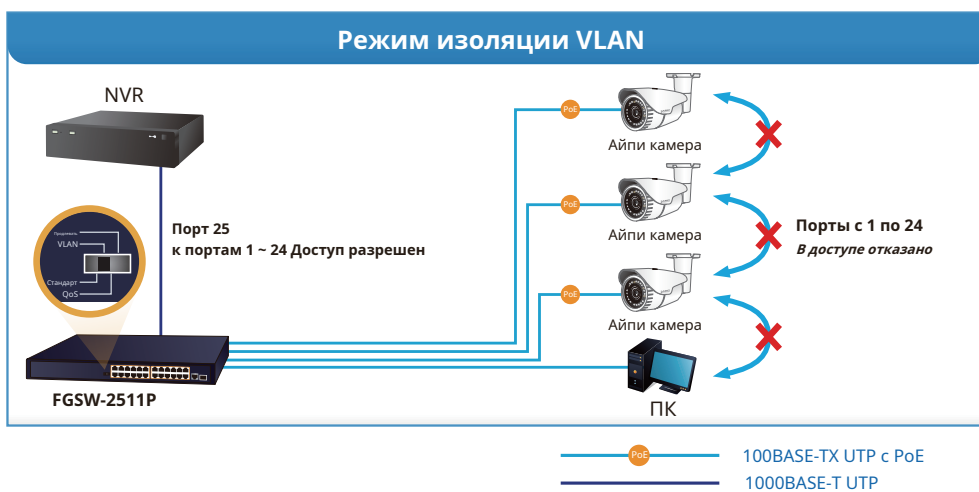 Режим изоляции VLAN
NVR
Порт 25
к портам 1 ~ 24 Доступ разрешен
Продлевать
VLAN
Стандарт
QoS
FGSW-2511P
PoE
Айпи камера
PoE
Айпи камера
PoE
Айпи камера
ПК
Порты с 1 по 24
В доступе отказано
PoE
100BASE-TX UTP с PoE
1000BASE-T UTP